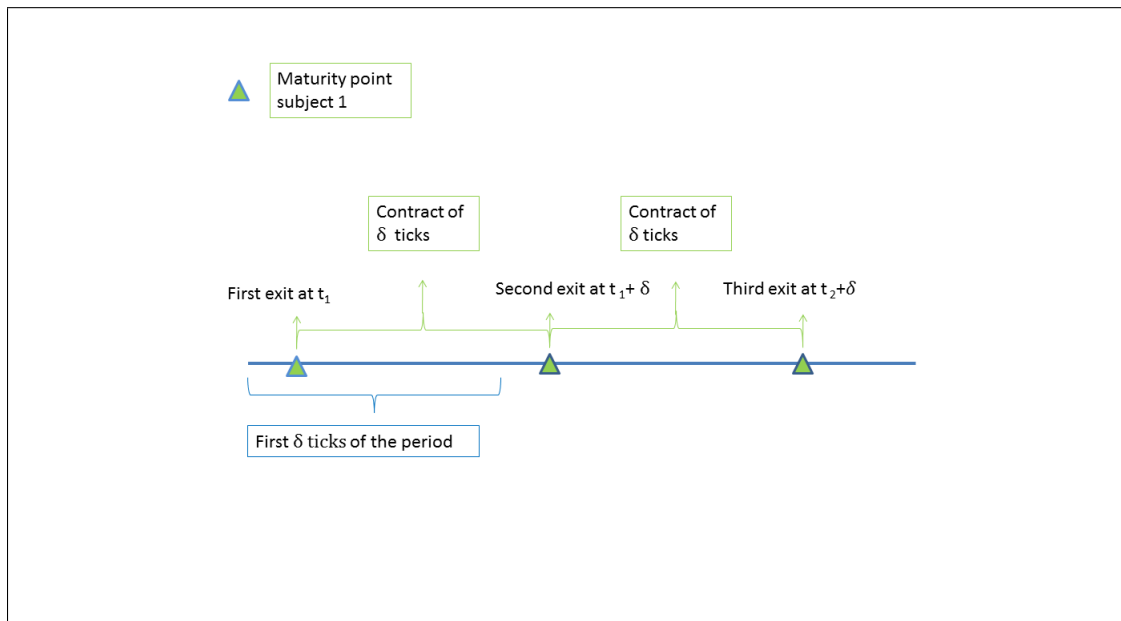 Maturity point
subject 1
Contract of
δ ticks
Contract of
δ ticks
First exit at t₁
Second exit at t₁+ δ
Third exit at t₂+δ
First δ ticks of the period